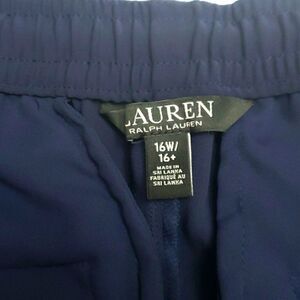 LAUREN
RALPH LAUREN
16W/
16+
MADE IN
SRI LANKA
FABRIQUÉ AU
SRI LANKA